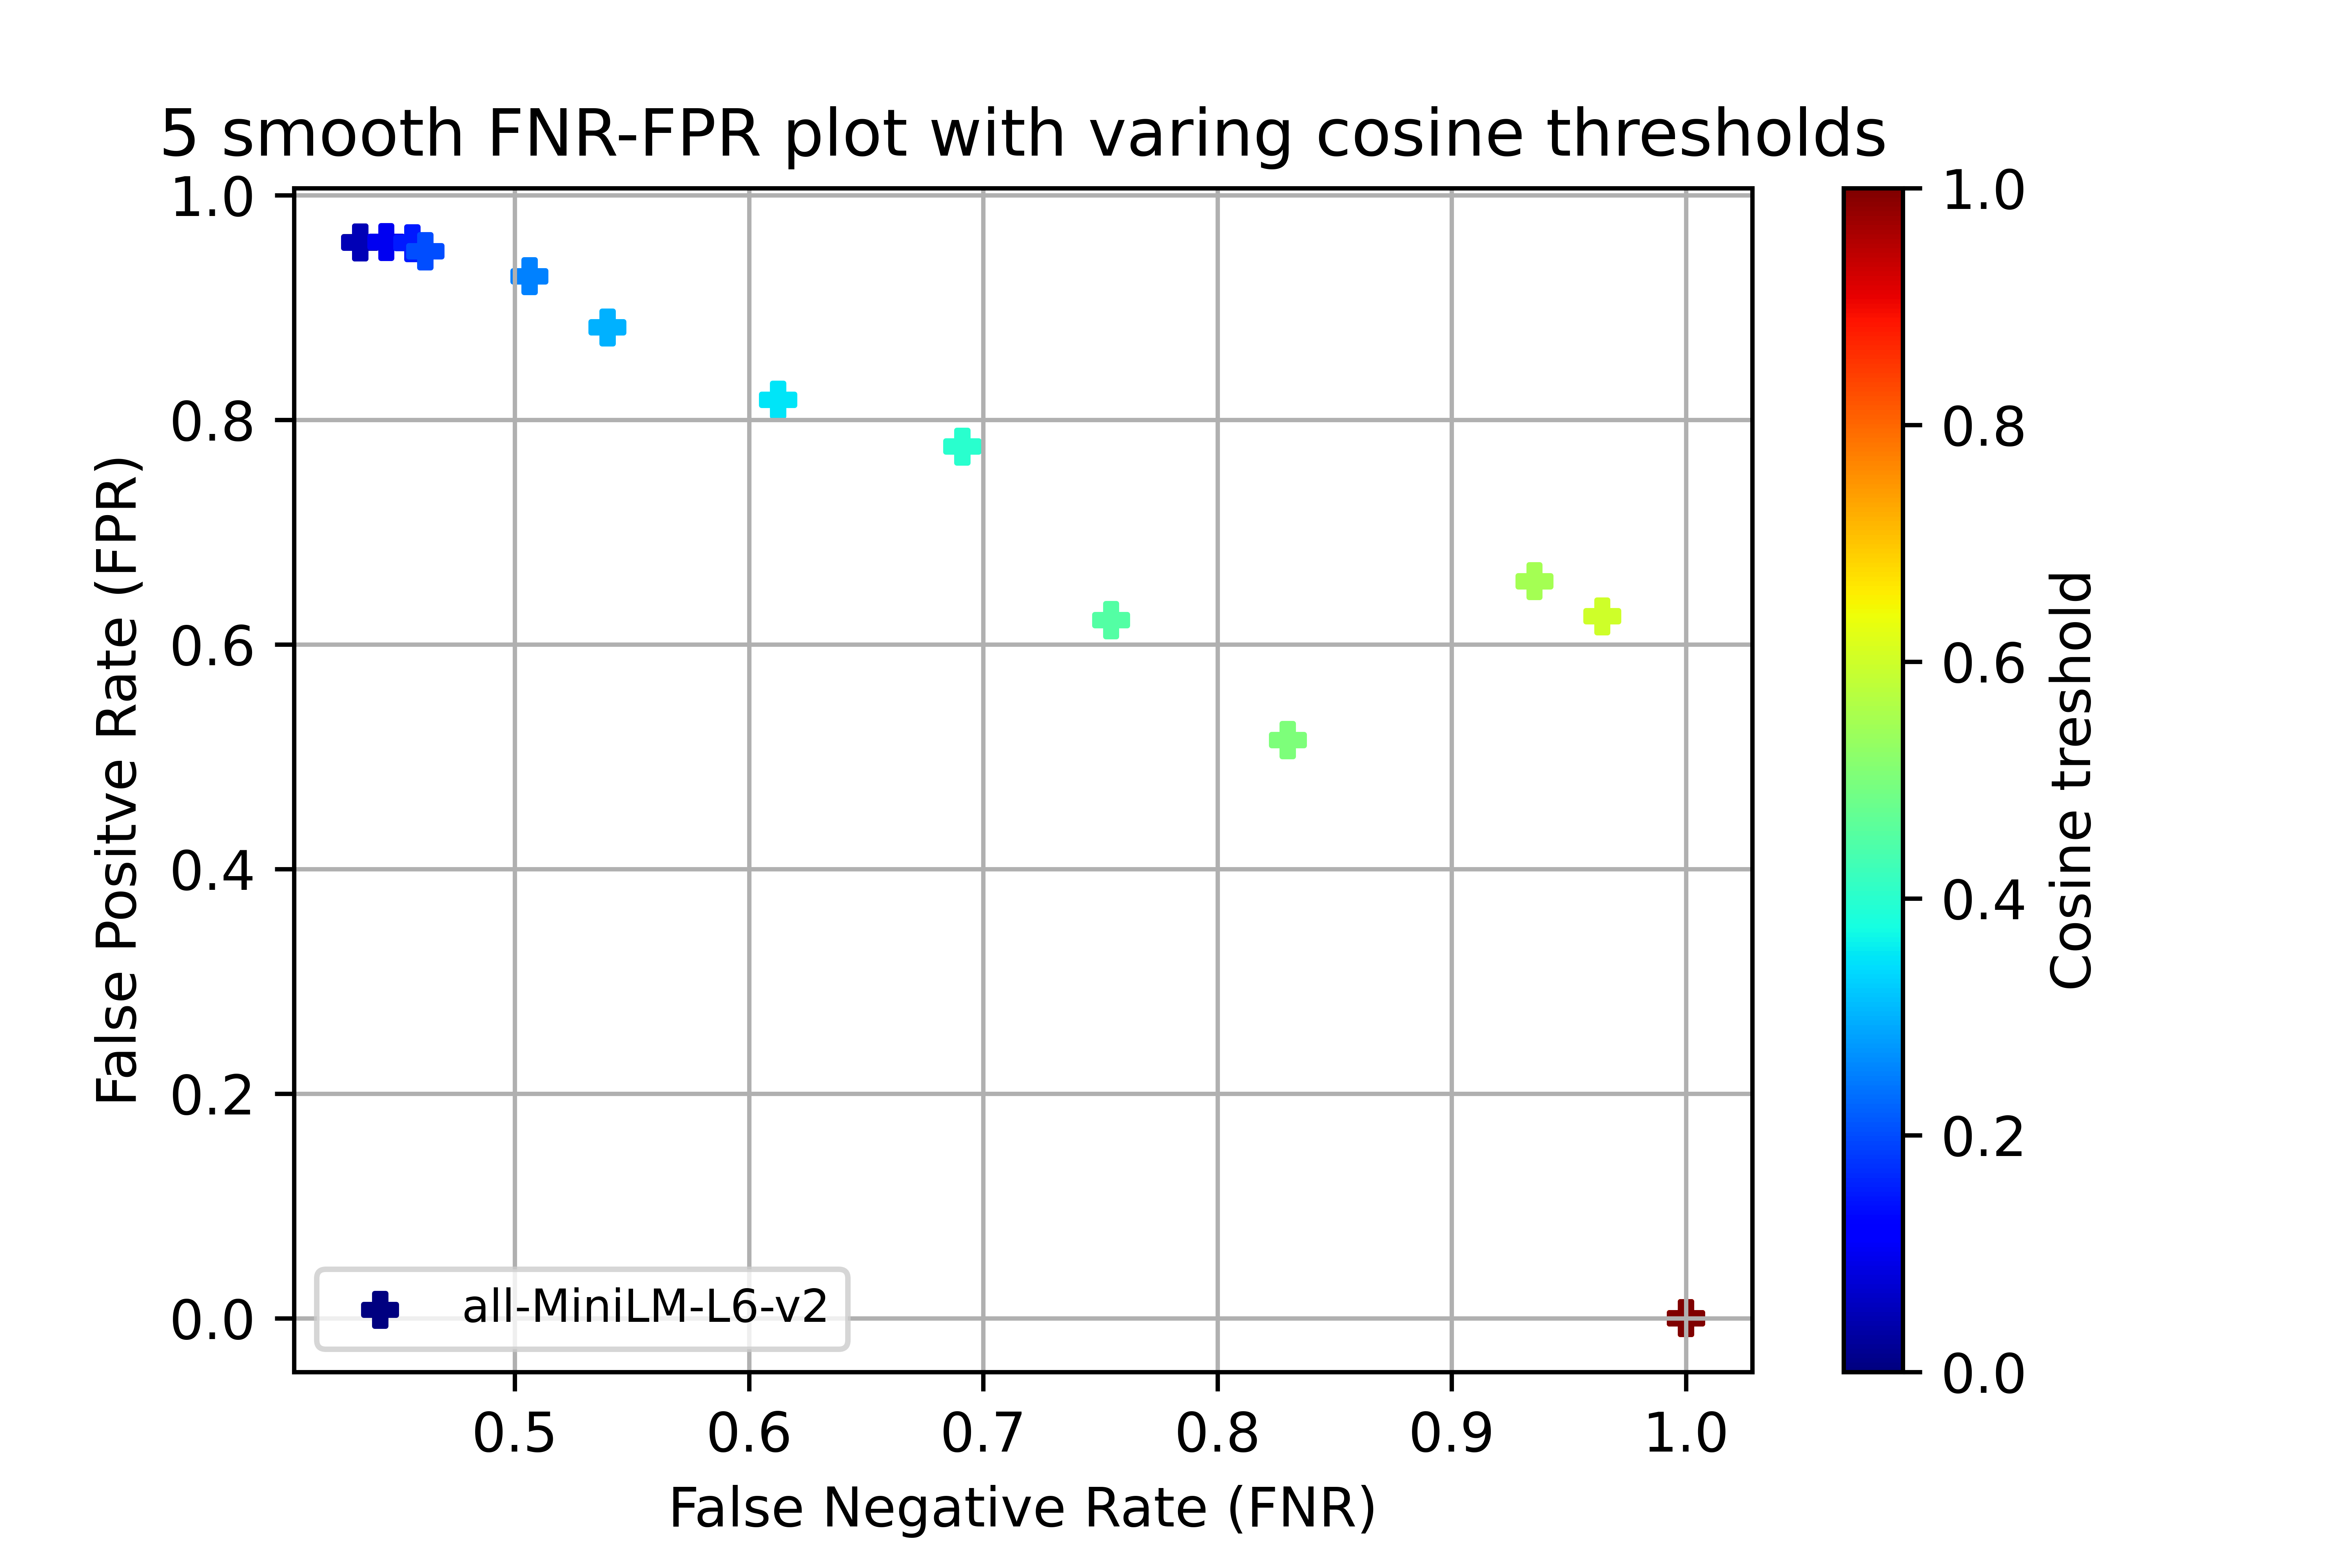 5 smooth FNR-FPR plot with varing cosine thresholds
1.0
0.8
0.6
0.4
0.2
0.0
False Positve Rate (FPR)
all-MiniLM-L6-v2
0.5 0.6 0.7 0.8 0.9 1.0
False Negative Rate (FNR)
1.0
0.8
0.6
0.4
0.2
0.0
Cosine treshold